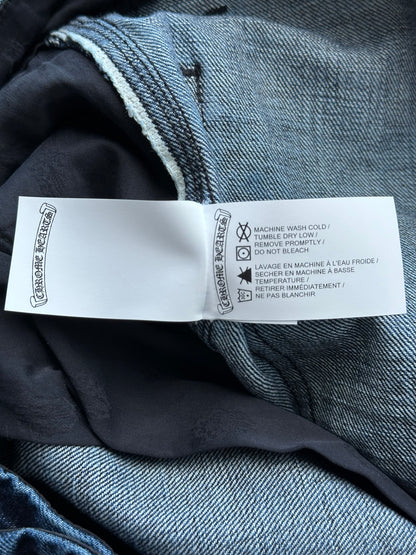 CHROME HEARTS
CHROME HEARTS
MACHINE WASH COLD /
TUMBLE DRY LOW /
REMOVE PROMPTLY /
DO NOT BLEACH
LAVAGE EN MACHINE À L'EAU FROIDE /
SECHER EN MACHINE À BASSE
TEMPERATURE /
RETIRER IMMÉDIATEMENT /
NE PAS BLANCHIR